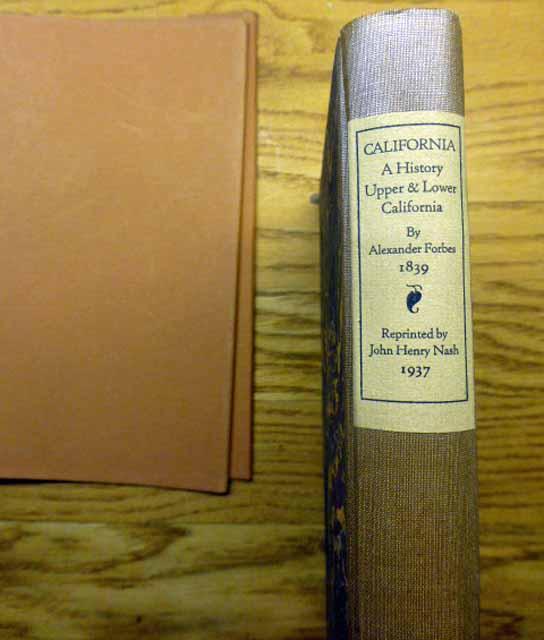 CALIFORNIA
A History
Upper & Lower
California
By
Alexander Forbes
1839
Reprinted by
John Henry Nash
1937